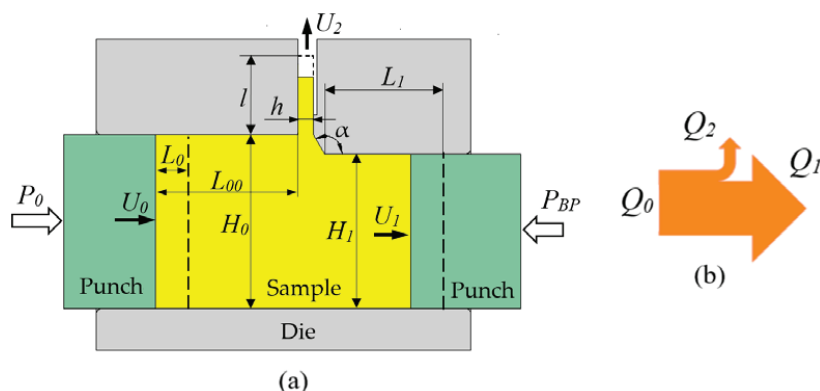 U2
l
h
L1
α
L0
L00
P0
U0
H0
U1
H1
PBP
Punch
Sample
Punch
Die
(a)
Q2
Q1
Q0
(b)